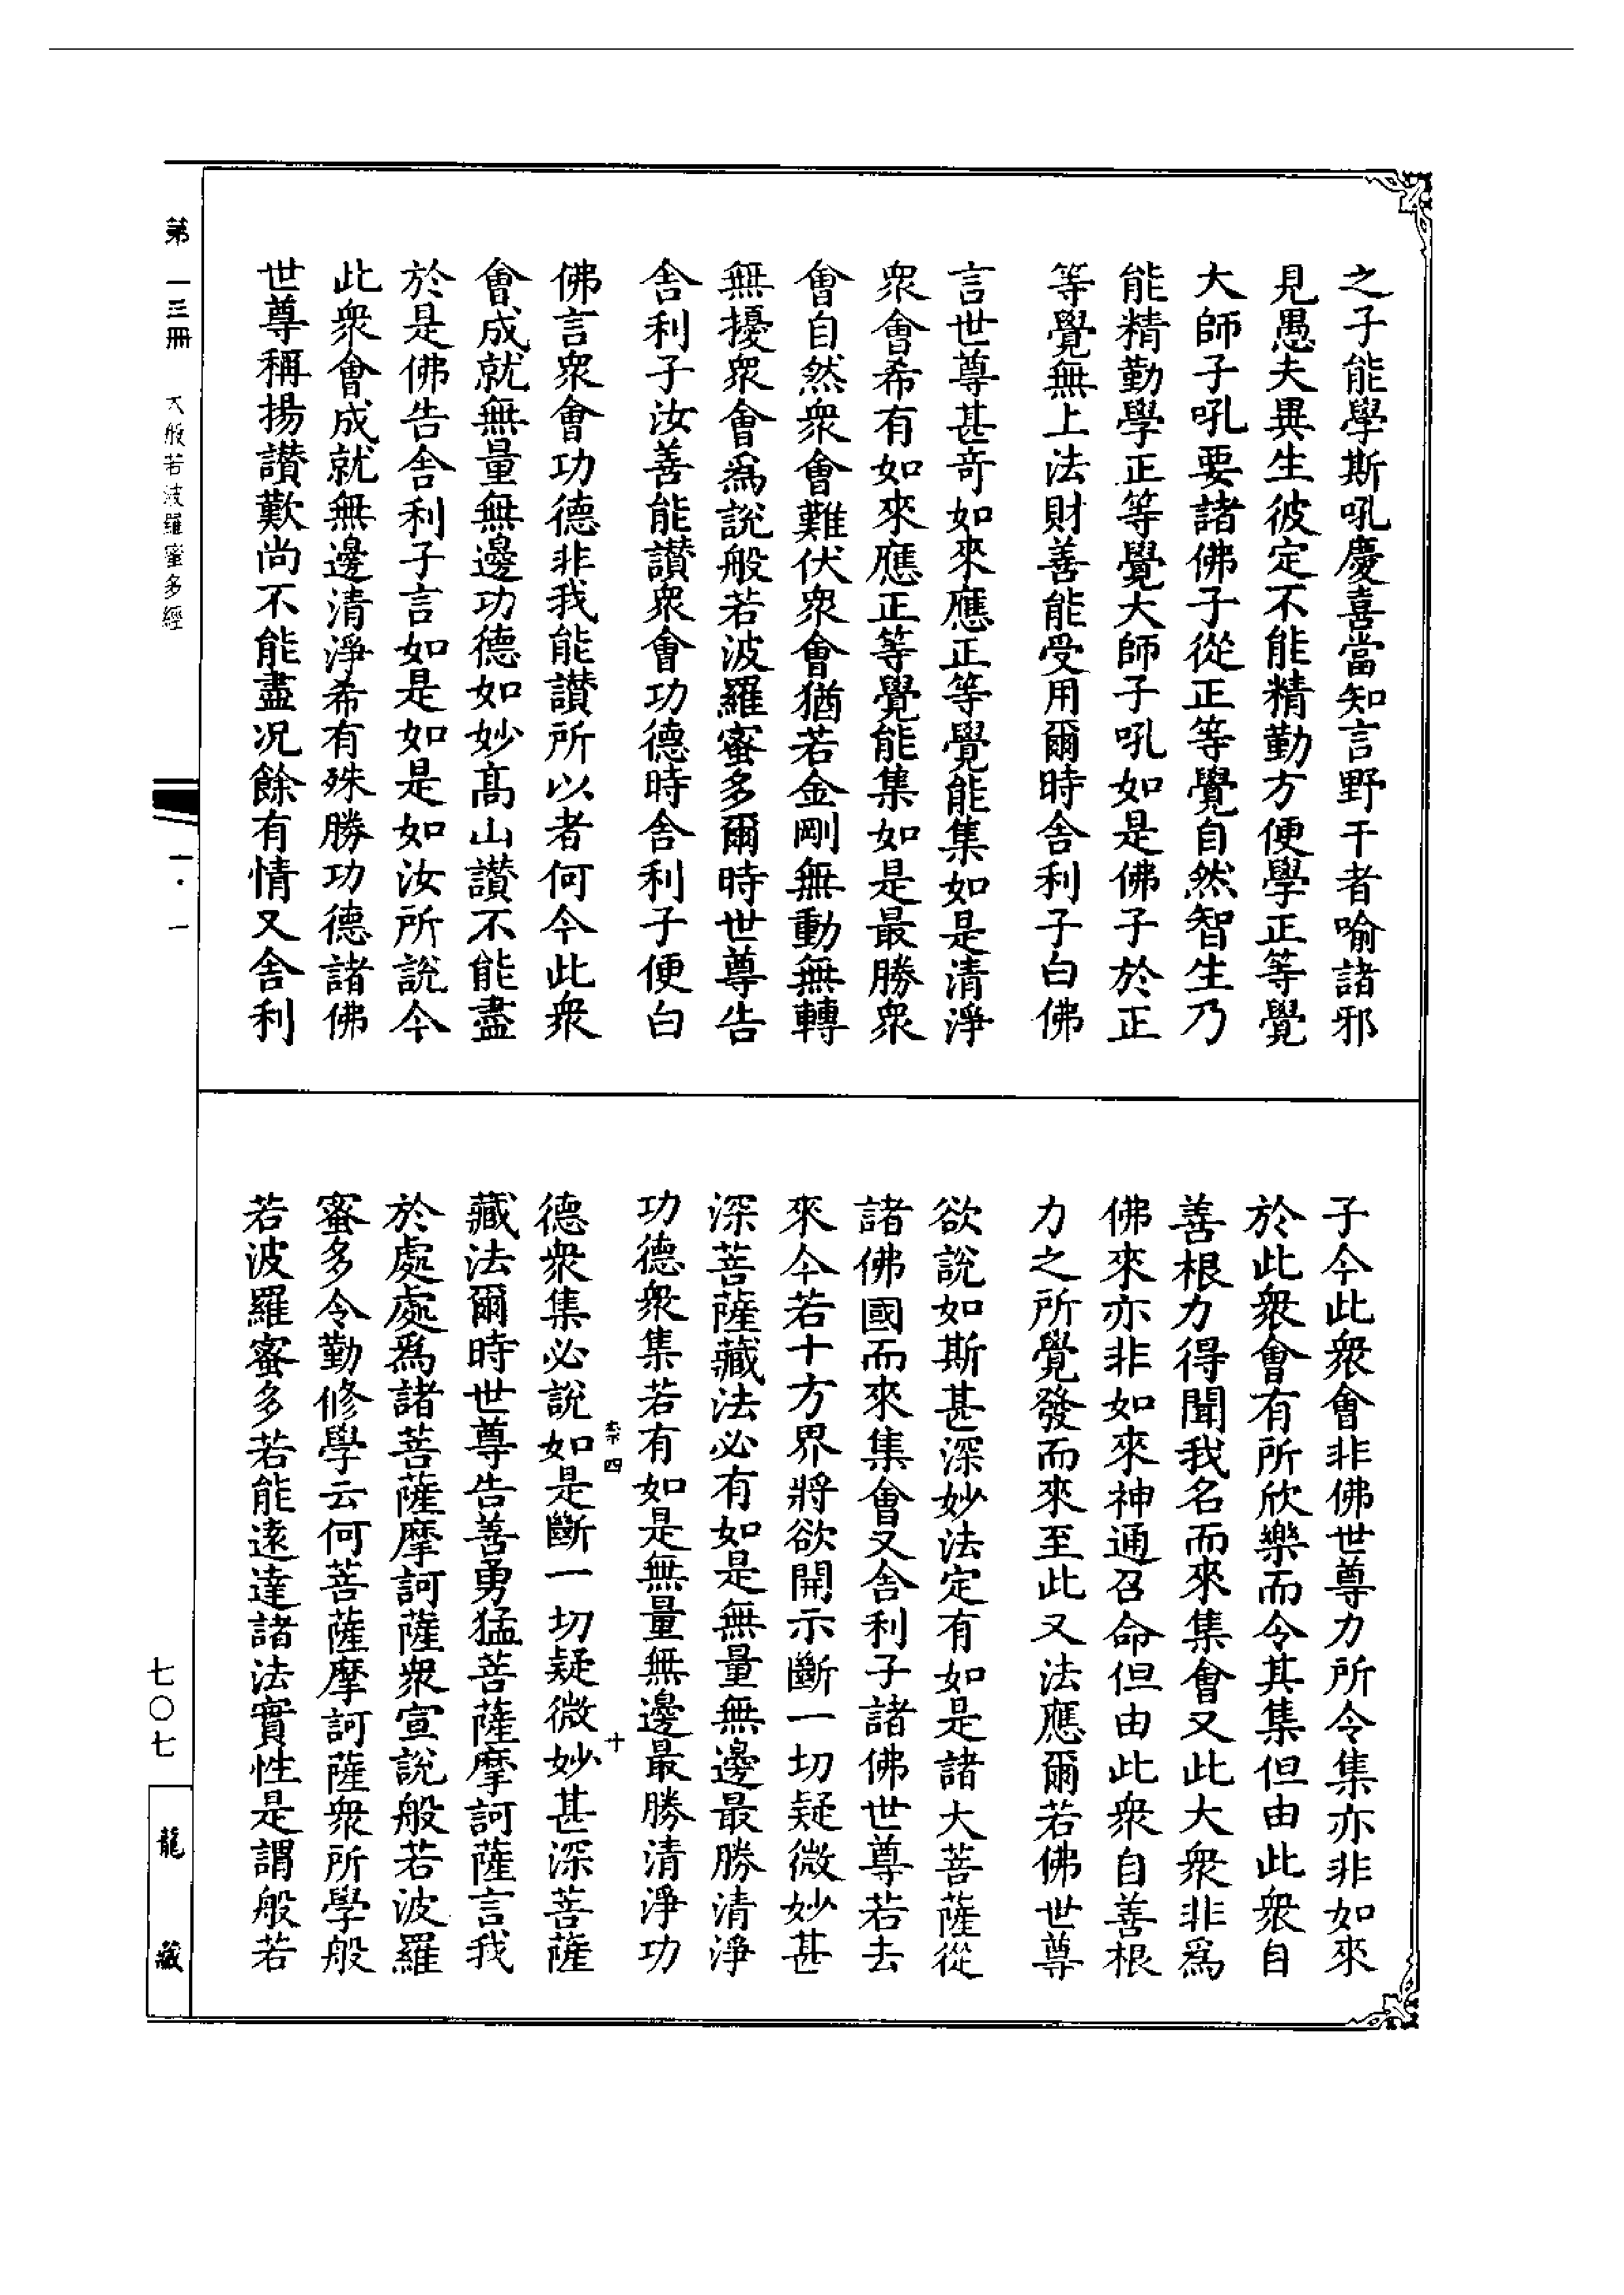 之子能學斯吼慶喜當知言野干者喻諸邪
見愚夫異生彼定不能精勤方便學正等覺
大師子吼要諸佛子從正等覺自然智生乃
能精勤學正等覺大師子吼如是佛子於正
等覺無上法財善能受用爾時舍利子白佛
言世尊甚奇如來應正等覺能集如是清淨
衆會希有如來應正等覺能集如是最勝衆
會自然衆會難伏衆會猶若金剛無動無轉
無擾衆會爲說般若波羅蜜多爾時世尊告
舍利子汝善能讃衆會功德時舍利子便白
佛言衆會功德非我能讃所以者何今此衆
會成就無量無邊功德如妙高山讃不能盡
於是佛告舍利子言如是如是如汝所說今
此衆會成就無邊清淨希有殊勝功德諸佛
世尊稱揚讃歎尚不能盡况餘有情又舍利
子今此衆會非佛世尊力所令集亦非如來
於此衆會有所欣樂而令其集但由此衆自
善根力得聞我名而來集會又此大衆非爲
佛來亦非如來神通召命但由此衆自善根
力之所覺發而來至此又法應爾若佛世尊
欲說如斯甚深妙法定有如是諸大菩薩從
諸佛國而來集會又舍利子諸佛世尊若去
來今若十方界將欲開示斷一切疑微妙甚
深菩薩藏法必有如是無量無邊最勝清淨
功德衆集若有如是無量無邊最勝清淨功
柰四 十
德衆集必說如是斷一切疑微妙甚深菩薩
藏法爾時世尊告善勇猛菩薩摩訶薩言我
於處處爲諸菩薩摩訶薩衆宣說般若波羅
蜜多令勤修學云何菩薩摩訶薩衆所學般
若波羅蜜多若能遠達諸法實性是謂般若
第一三冊 大般若波羅蜜多經
一·一
七〇七
龍藏